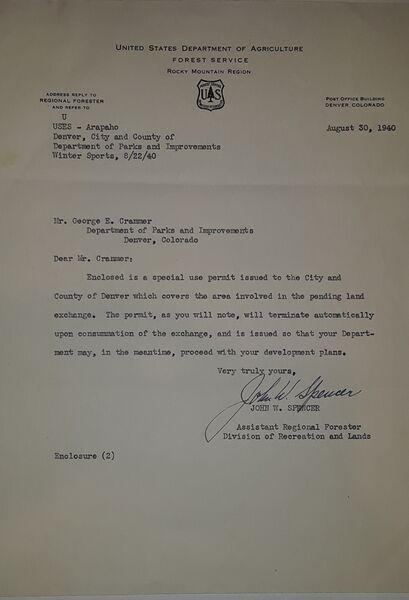 UNITED STATES DEPARTMENT OF AGRICULTURE
FOREST SERVICE
ROCKY MOUNTAIN REGION
UAS
ADDRESS REPLY TO
REGIONAL FORESTER
AND REFER TO
POST OFFICE BUILDING
DENVER, COLORADO
U
USES - Arapaho
August 30, 1940
Denver, City and County of
Department of Parks and Improvements
Winter Sports, 8/22/40
Mr. George E. Crammer
Department of Parks and Improvements
Denver, Colorado
Dear Mr. Crammer:
Enclosed is a special use permit issued to the City and
County of Denver which covers the area involved in the pending land
exchange. The permit, as you will note, will terminate automatically
upon consummation of the exchange, and is issued so that your Depart-
ment may, in the meantime, proceed with your development plans.
Very truly yours,
John W. Spencer
JOHN W. SPENCER
Assistant Regional Forester
Division of Recreation and Lands
Enclosure (2)